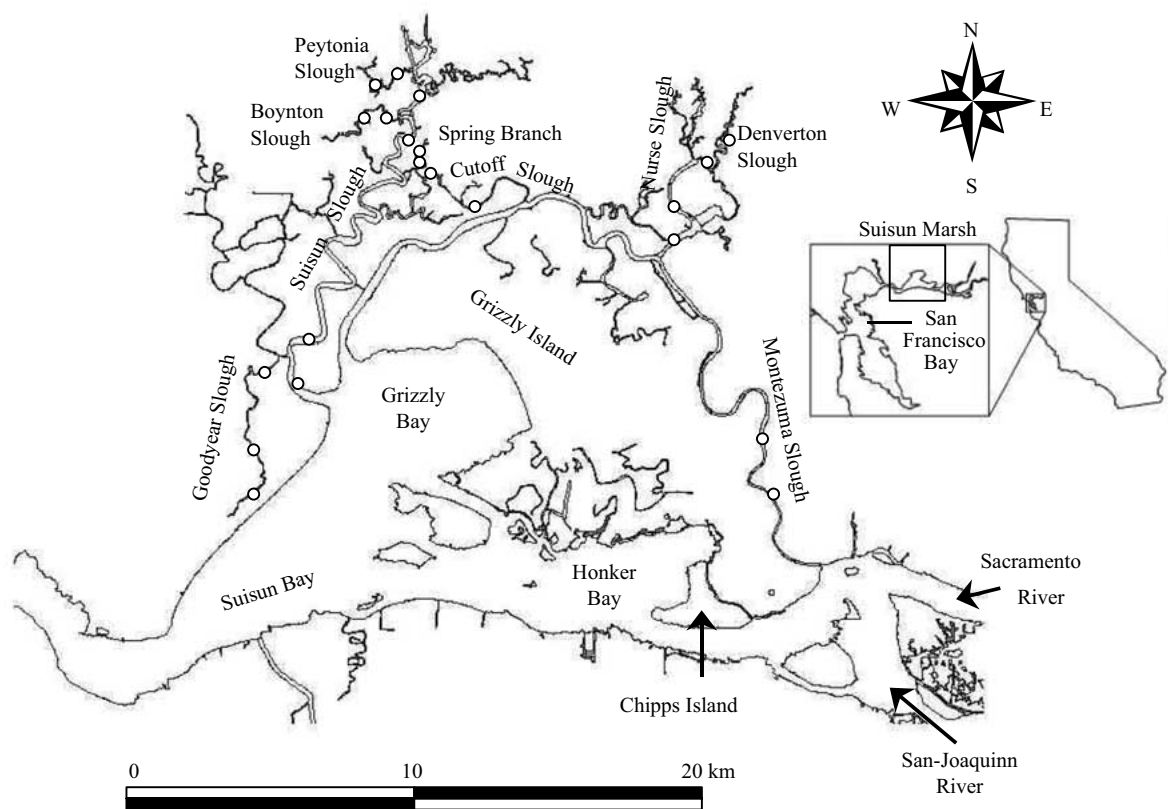 Peytonia
Slough
Boynton
Slough
Spring Branch
Cutoff Slough
Nurse Slough
Denverton
Slough
N
W
E
S
Suisun Slough
Suisun Marsh
San
Francisco
Bay
Grizzly Island
Grizzly
Bay
Goodyear Slough
Montezuma Slough
Suisun Bay
Honker
Bay
Sacramento
River
Chipps Island
San-Joaquinn
River
0
10
20 km